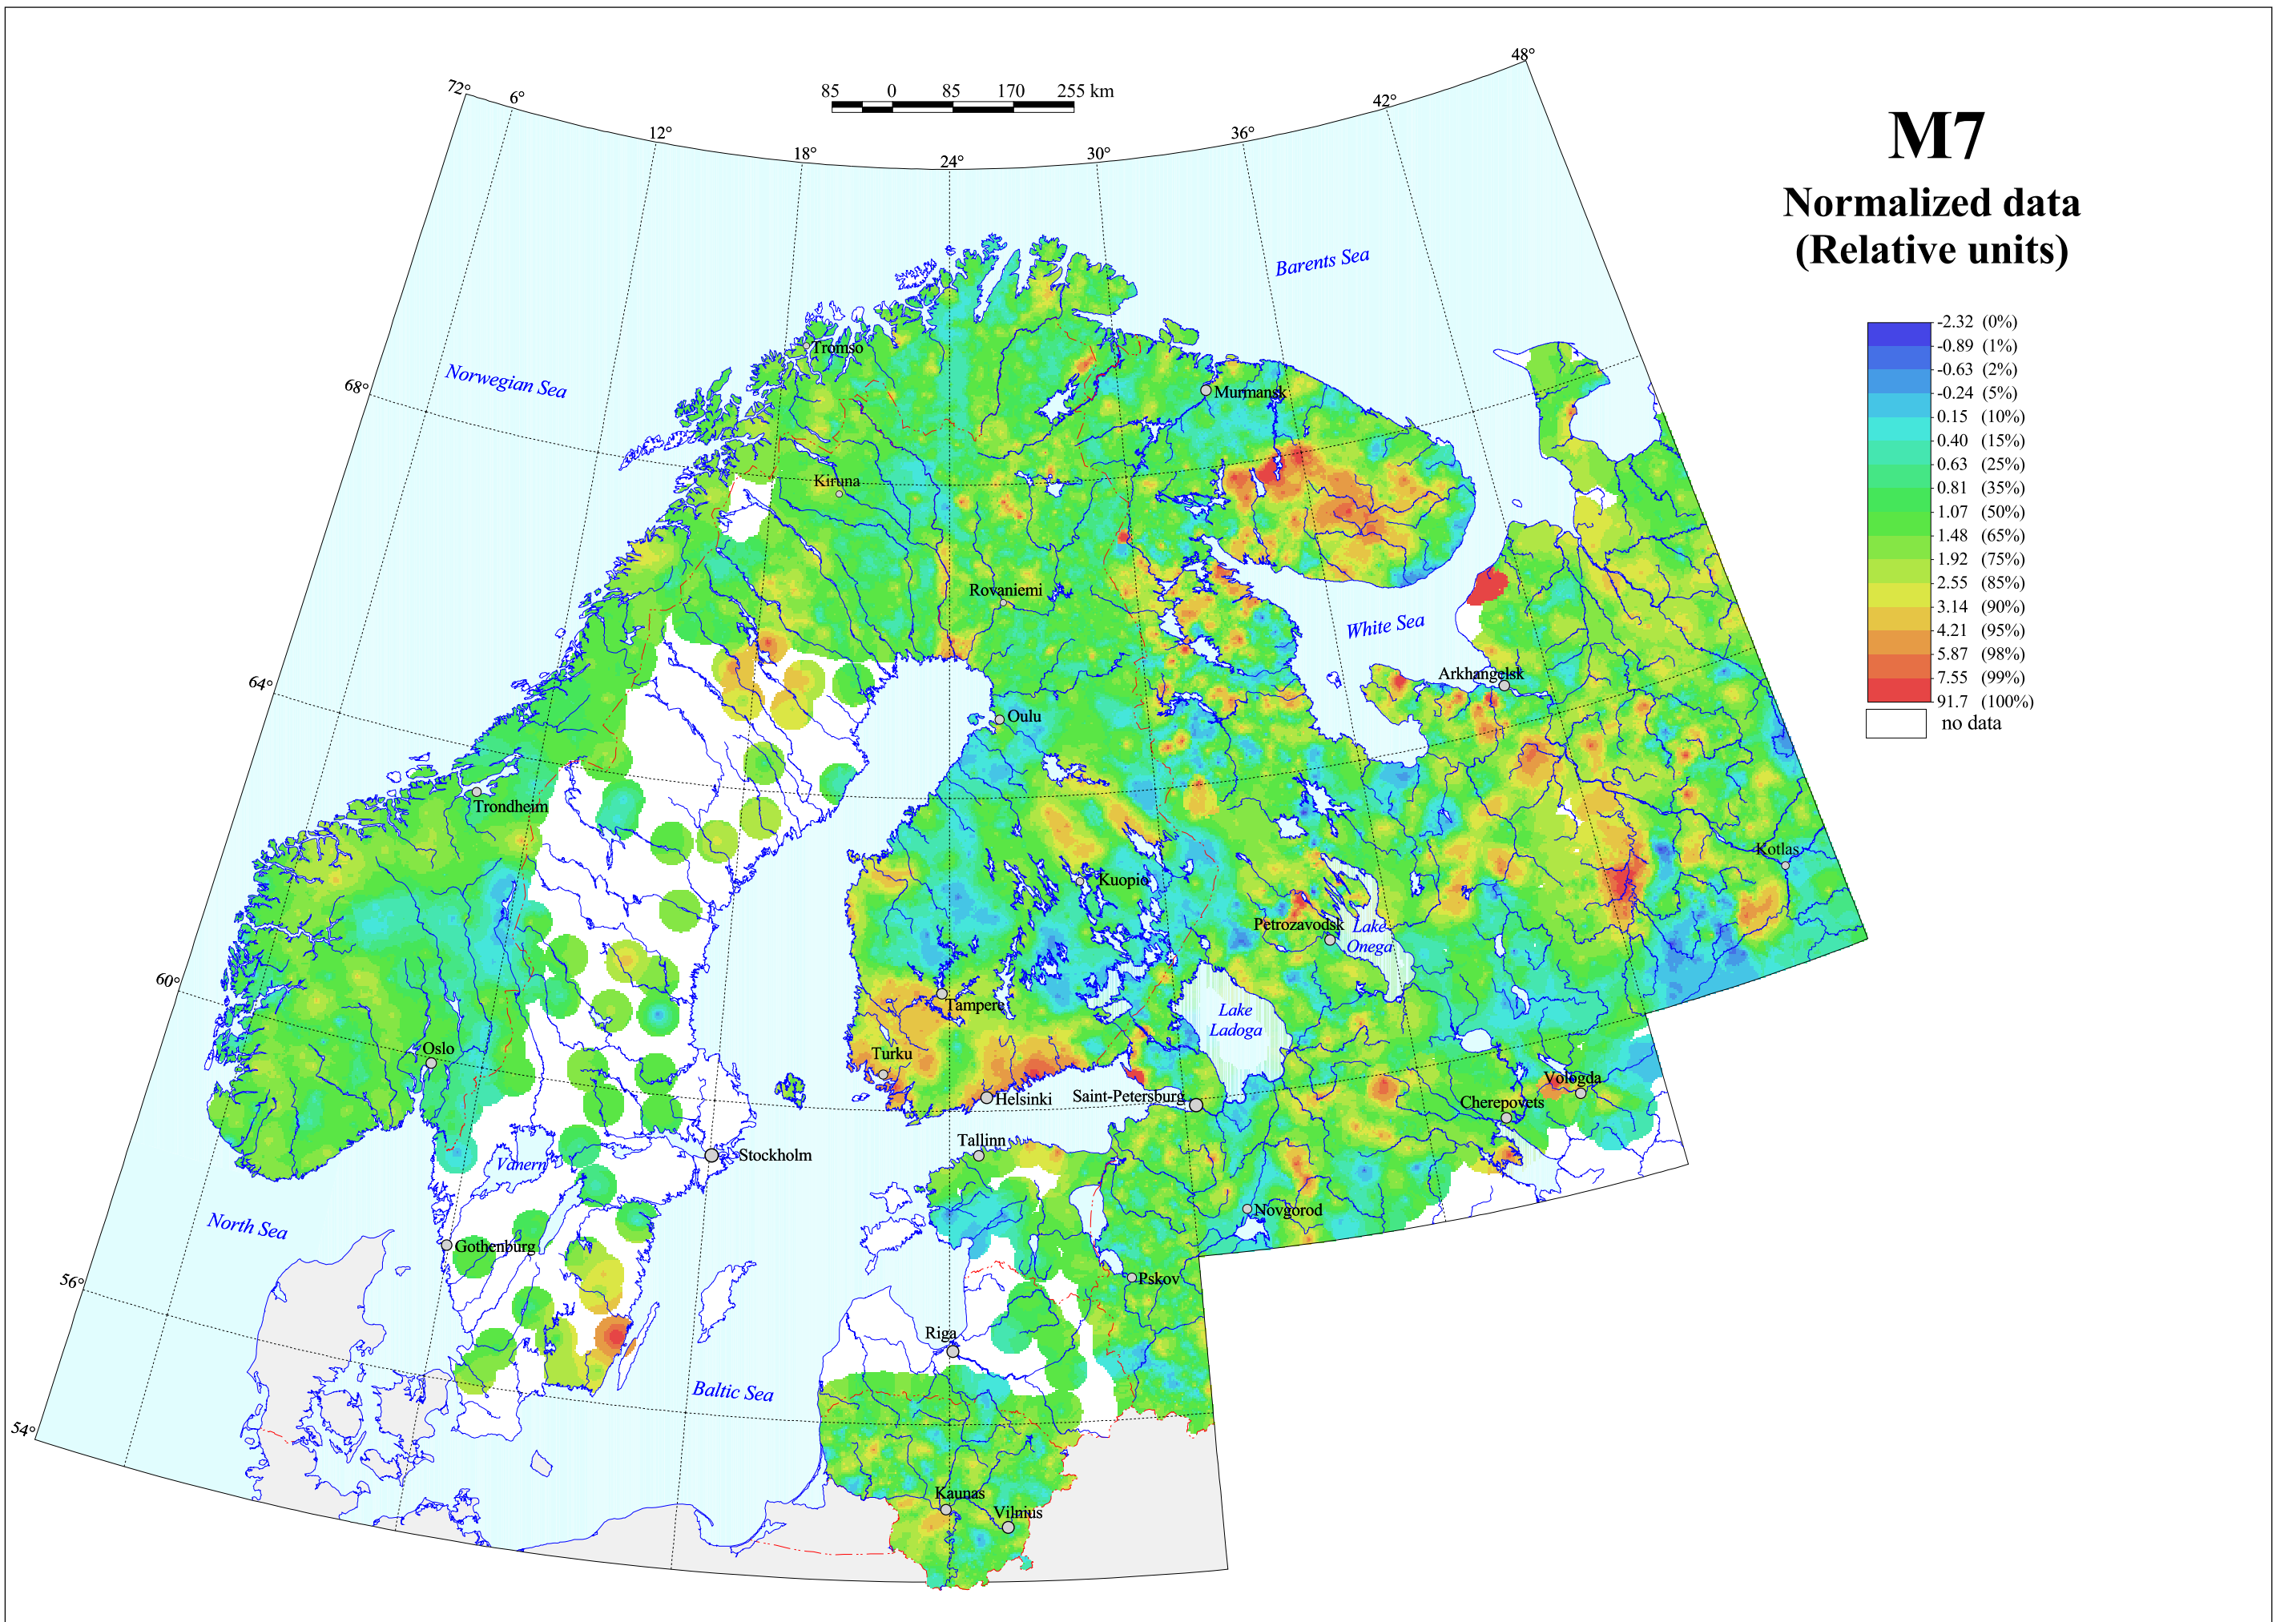 48°
72°
6°
85 0 85 170 255 km
42°
12°
36°
18°
24°
30°
M7
Normalized data
(Relative units)
Barents Sea
-2.32 (0%)
-0.89 (1%)
-0.63 (2%)
-0.24 (5%)
0.15 (10%)
0.40 (15%)
0.63 (25%)
0.81 (35%)
1.07 (50%)
1.48 (65%)
1.92 (75%)
2.55 (85%)
3.14 (90%)
4.21 (95%)
5.87 (98%)
7.55 (99%)
91.7 (100%)
no data
Tromso
Norwegian Sea
68°
Murmansk
Kiruna
Rovaniemi
White Sea
Arkhangelsk
64°
Oulu
Trondheim
Kotlas
Kuopio
Petrozavodsk
Lake
Onega
60°
Tampere
Lake
Ladoga
Oslo
Turku
Vologda
Helsinki
Saint-Petersburg
Cherepovets
Tallinn
Stockholm
Vanern
Novgorod
North Sea
Gothenburg
56°
Pskov
Riga
Baltic Sea
54°
Kaunas
Vilnius